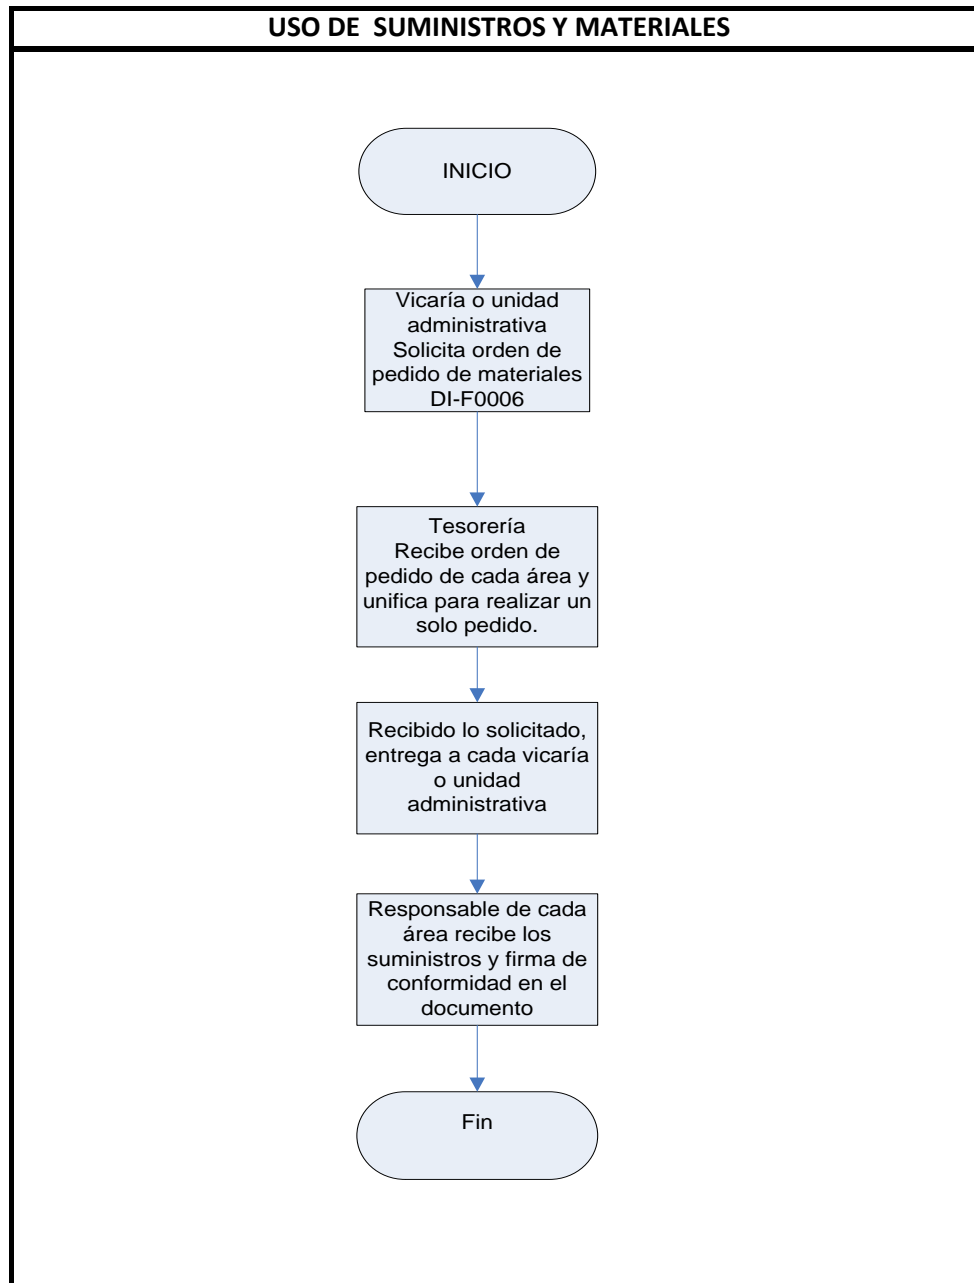 USO DE  SUMINISTROS Y MATERIALES
INICIO
Vicaría o unidad
administrativa
Solicita orden de
pedido de materiales
DI-F0006
Tesorería
Recibe orden de
pedido de cada área y
unifica para realizar un
solo pedido.
Recibido lo solicitado,
entrega a cada vicaría
o unidad
administrativa
Responsable de cada
área recibe los
suministros y firma de
conformidad en el
documento
Fin